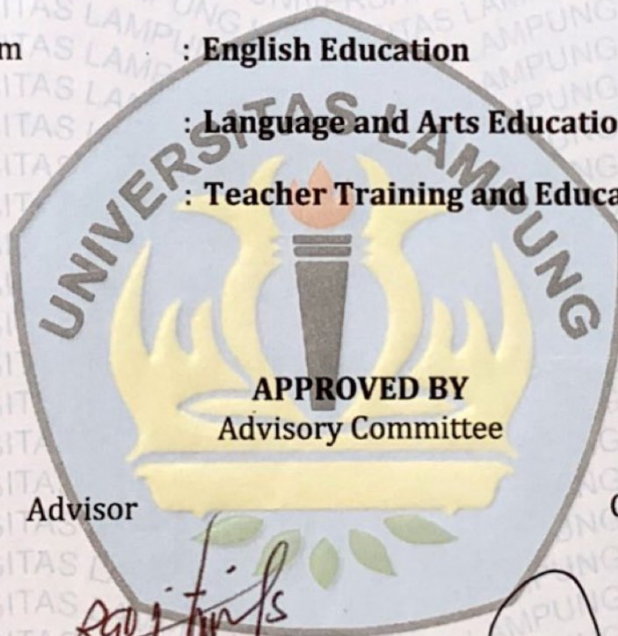 m : English Education
: Language and Arts Educatio
: Teacher Training and Educa
UNIVERSITAS LAMPUNG
APPROVED BY
Advisory Committee
Advisor C